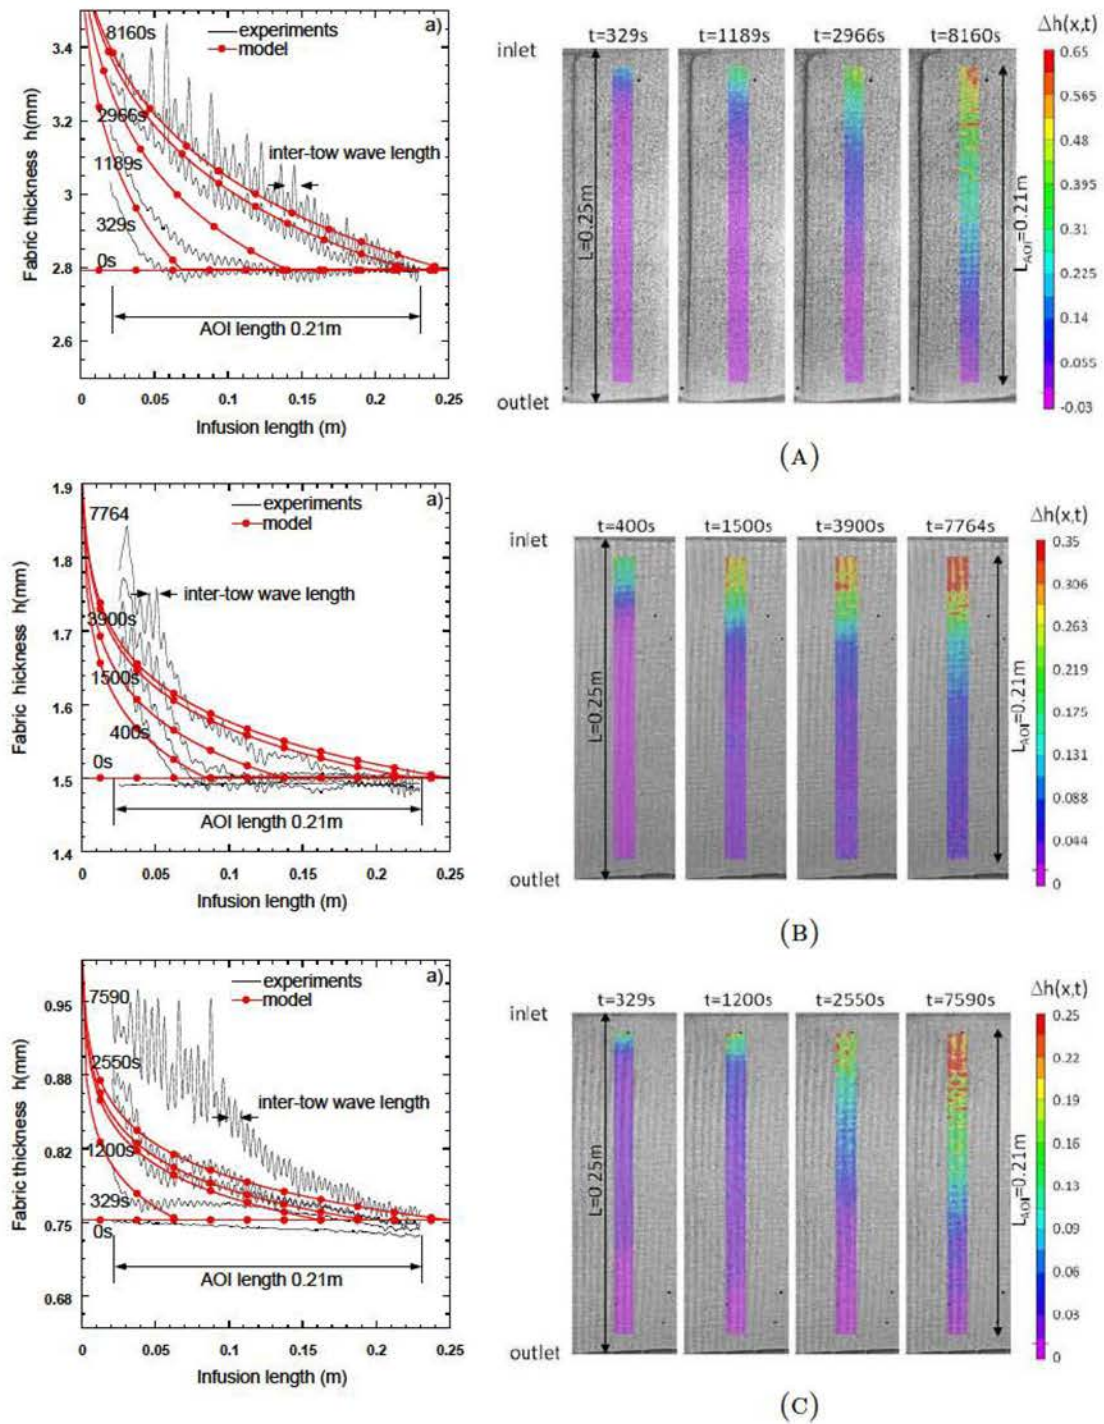 3.4
3.2
3
2.8
2.6
8160s
2966s
1189s
329s
0s
experiments
model
a)
inter-tow wave length
AOI length 0.21m
Fabric thickness h(mm)
0 0.05 0.1 0.15 0.2 0.25
Infusion length (m)
inlet
outlet
t=329s t=1189s t=2966s t=8160s
L=0.25m
L_AOI=0.21m
Δh(x,t)
0.65
0.565
0.48
0.395
0.31
0.225
0.14
0.055
-0.03
(A)
1.9
1.8
1.7
1.6
1.5
1.4
7764
3900s
1500s
400s
0s
experiments
model
a)
inter-tow wave length
AOI length 0.21m
Fabric hickness h(mm)
0 0.05 0.1 0.15 0.2 0.25
Infusion length (m)
inlet
outlet
t=400s t=1500s t=3900s t=7764s
L=0.25m
L_AOI=0.21m
Δh(x,t)
0.35
0.306
0.263
0.219
0.175
0.131
0.088
0.044
0
(B)
0.95
0.88
0.82
0.75
0.68
7590
2550s
1200s
329s
0s
experiments
model
a)
inter-tow wave length
AOI length 0.21m
Fabric thickness h(mm)
0 0.05 0.1 0.15 0.2 0.25
Infusion length (m)
inlet
outlet
t=329s t=1200s t=2550s t=7590s
L=0.25m
L_AOI=0.21m
Δh(x,t)
0.25
0.22
0.19
0.16
0.13
0.09
0.06
0.03
0
(C)